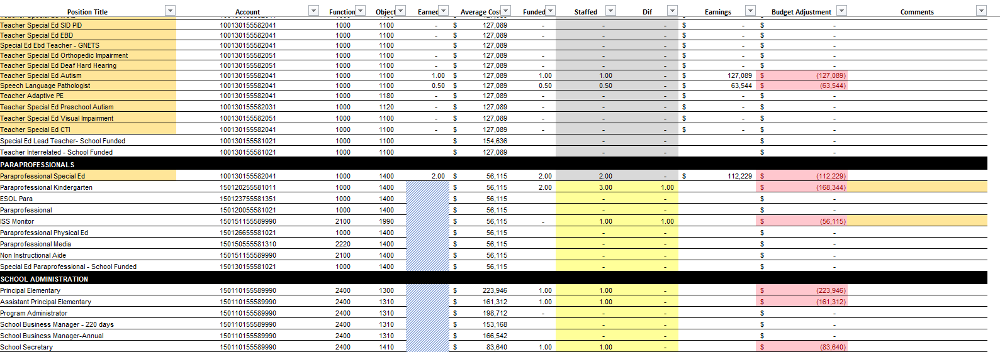 Position Title Account Function Object Earned Average Cost Funded Staffed Dif Earnings Budget Adjustment Comments
Teacher Special Ed SID PID 100130155582041 1000 1100 - $ 127,089 - - - $ - $ -
Teacher Special Ed EBD 100130155582041 1000 1100 - $ 127,089 - - - $ - $ -
Special Ed Ebd Teacher - GNETS 100130155582041 1000 1100 $ 127,089 - - $ -
Teacher Special Ed Orthopedic Impairment 100130155582051 1000 1100 - $ 127,089 - - - $ - $ -
Teacher Special Ed Deaf Hard Hearing 100130155582051 1000 1100 - $ 127,089 - - - $ - $ -
Teacher Special Ed Autism 100130155582041 1000 1100 1.00 $ 127,089 1.00 1.00 - $ 127,089 $ (127,089)
Speech Language Pathologist 100130155582041 1000 1100 0.50 $ 127,089 0.50 0.50 - $ 63,544 $ (63,544)
Teacher Adaptive PE 100130155582041 1000 1180 - $ 127,089 - - - $ - $ -
Teacher Special Ed Preschool Autism 100130155582031 1000 1120 - $ 127,089 - - - $ - $ -
Teacher Special Ed Visual Impairment 100130155582051 1000 1100 - $ 127,089 - - - $ - $ -
Teacher Special Ed CTI 100130155582041 1000 1100 - $ 127,089 - - - $ - $ -
Special Ed Lead Teacher- School Funded 100130155581021 1000 1100 $ 154,636 - - $ -
Teacher Interrelated - School Funded 100130155581021 1000 1100 $ 127,089 - - $ -
PARAPROFESSIONALS
Paraprofessional Special Ed 100130155582041 1000 1400 2.00 $ 56,115 2.00 2.00 - $ 112,229 $ (112,229)
Paraprofessional Kindergarten 150120255581011 1000 1400 $ 56,115 2.00 3.00 1.00 $ (168,344)
ESOL Para 150123755581351 1000 1400 $ 56,115 - - $ -
Paraprofessional 150120055581021 1000 1400 $ 56,115 - - $ -
ISS Monitor 150151155589990 2100 1990 $ 56,115 - 1.00 1.00 $ (56,115)
Paraprofessional Physical Ed 150126655581021 1000 1400 $ 56,115 - - $ -
Paraprofessional Media 150150555581310 2220 1400 $ 56,115 - - $ -
Non Instructional Aide 150151155589990 2100 1400 $ 56,115 - - $ -
Special Ed Paraprofessional - School Funded 150130155581021 1000 1400 $ 56,115 - - $ -
SCHOOL ADMINISTRATION
Principal Elementary 150110155589990 2400 1300 $ 223,946 1.00 1.00 - $ (223,946)
Assistant Principal Elementary 150110155589990 2400 1310 $ 161,312 1.00 1.00 - $ (161,312)
Program Administrator 150110155589990 2400 1310 $ 198,712 - - - $ -
School Business Manager - 220 days 150110155589990 2400 1310 $ 153,168 - - $ -
School Business Manager-Annual 150110155589990 2400 1310 $ 166,542 - - $ -
School Secretary 150110155589990 2400 1410 $ 83,640 1.00 1.00 - $ (83,640)